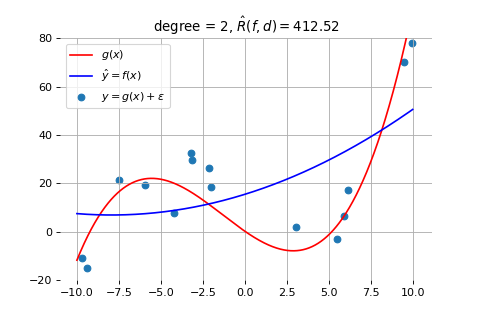 degree = 2, R̂(f, d) = 412.52
80
60
40
20
0
−20
g(x)
ŷ = f(x)
y = g(x) + ε
−10.0 −7.5 −5.0 −2.5 0.0 2.5 5.0 7.5 10.0